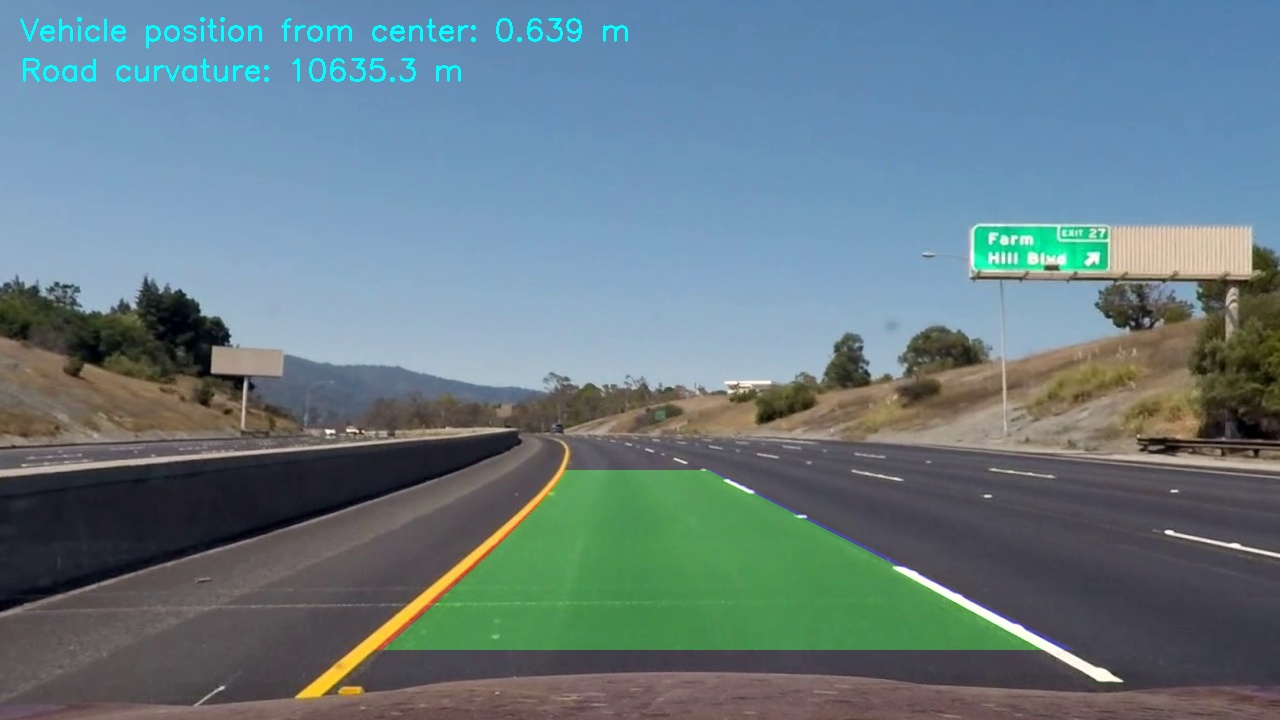 Vehicle position from center: 0.639 m
Road curvature: 10635.3 m
EXIT 27
Farm
Hill Blvd